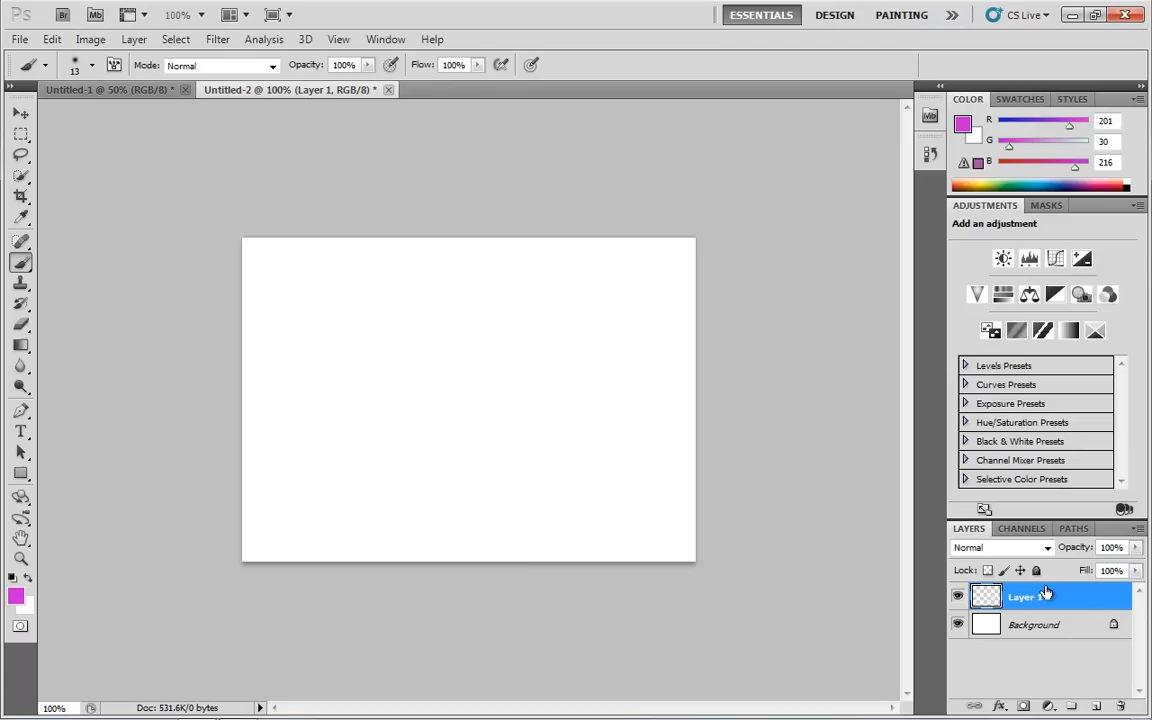 Ps Br Mb 100% ESSENTIALS DESIGN PAINTING CS Live
File Edit Image Layer Select Filter Analysis 3D View Window Help
13 Mode: Normal Opacity: 100% Flow: 100%
Untitled-1 @ 50% (RGB/8) * Untitled-2 @ 100% (Layer 1, RGB/8) *
COLOR SWATCHES STYLES
Mb
R 201
G 30
B 216
ADJUSTMENTS MASKS
Add an adjustment
Levels Presets
Curves Presets
Exposure Presets
Hue/Saturation Presets
Black & White Presets
Channel Mixer Presets
Selective Color Presets
T
LAYERS CHANNELS PATHS
Normal Opacity: 100%
Lock: Fill: 100%
Layer 1
Background
fx
100% Doc: 531.6K/0 bytes